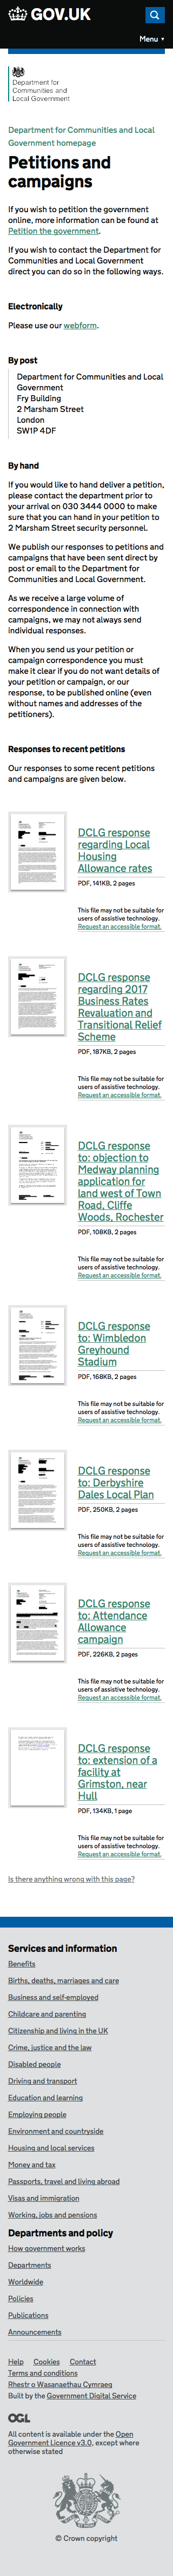 GOV.UK
Menu ▼
Department for
Communities and
Local Government
Department for Communities and Local
Government homepage
Petitions and
campaigns
If you wish to petition the government
online, more information can be found at
Petition the government.
If you wish to contact the Department for
Communities and Local Government
direct you can do so in the following ways.
Electronically
Please use our webform.
By post
Department for Communities and Local
Government
Fry Building
2 Marsham Street
London
SW1P 4DF
By hand
If you would like to hand deliver a petition,
please contact the department prior to
your arrival on 030 3444 0000 to make
sure that you can hand in your petition to
2 Marsham Street security personnel.
We publish our responses to petitions and
campaigns that have been sent direct by
post or email to the Department for
Communities and Local Government.
As we receive a large volume of
correspondence in connection with
campaigns, we may not always send
individual responses.
When you send us your petition or
campaign correspondence you must
make it clear if you do not want details of
your petition or campaign, or our
response, to be published online (even
without names and addresses of the
petitioners).
Responses to recent petitions
Our responses to some recent petitions
and campaigns are given below.
DCLG response
regarding Local
Housing
Allowance rates
PDF, 141KB, 2 pages
This file may not be suitable for
users of assistive technology.
Request an accessible format.
DCLG response
regarding 2017
Business Rates
Revaluation and
Transitional Relief
Scheme
PDF, 187KB, 2 pages
This file may not be suitable for
users of assistive technology.
Request an accessible format.
DCLG response
to: objection to
Medway planning
application for
land west of Town
Road, Cliffe
Woods, Rochester
PDF, 108KB, 2 pages
This file may not be suitable for
users of assistive technology.
Request an accessible format.
DCLG response
to: Wimbledon
Greyhound
Stadium
PDF, 168KB, 2 pages
This file may not be suitable for
users of assistive technology.
Request an accessible format.
DCLG response
to: Derbyshire
Dales Local Plan
PDF, 250KB, 2 pages
This file may not be suitable for
users of assistive technology.
Request an accessible format.
DCLG response
to: Attendance
Allowance
campaign
PDF, 226KB, 2 pages
This file may not be suitable for
users of assistive technology.
Request an accessible format.
DCLG response
to: extension of a
facility at
Grimston, near
Hull
PDF, 134KB, 1 page
This file may not be suitable for
users of assistive technology.
Request an accessible format.
Is there anything wrong with this page?
Services and information
Benefits
Births, deaths, marriages and care
Business and self-employed
Childcare and parenting
Citizenship and living in the UK
Crime, justice and the law
Disabled people
Driving and transport
Education and learning
Employing people
Environment and countryside
Housing and local services
Money and tax
Passports, travel and living abroad
Visas and immigration
Working, jobs and pensions
Departments and policy
How government works
Departments
Worldwide
Policies
Publications
Announcements
Help Cookies Contact
Terms and conditions
Rhestr o Wasanaethau Cymraeg
Built by the Government Digital Service
OGL
All content is available under the Open
Government Licence v3.0, except where
otherwise stated
© Crown copyright